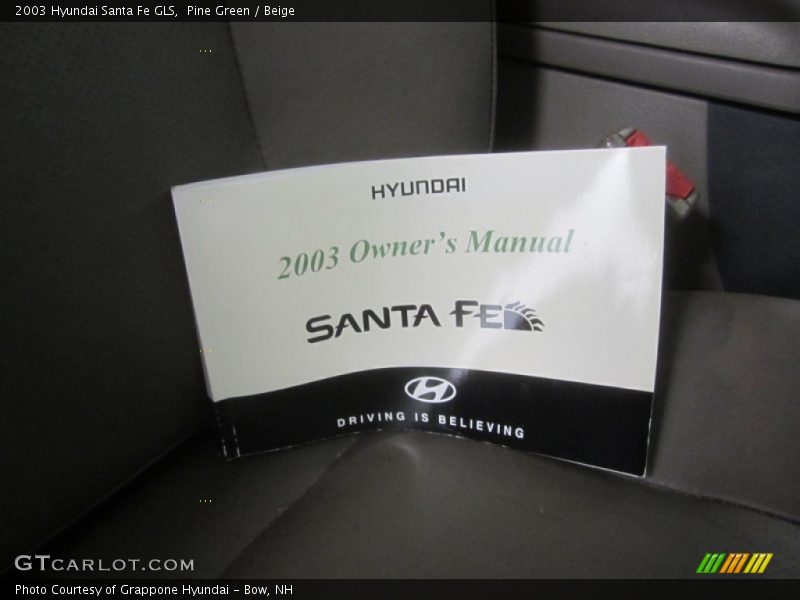 2003 Hyundai Santa Fe GLS, Pine Green / Beige
HYUNDAI
2003 Owner's Manual
SANTA FE
DRIVING IS BELIEVING
GTCARLOT.COM
Photo Courtesy of Grappone Hyundai - Bow, NH